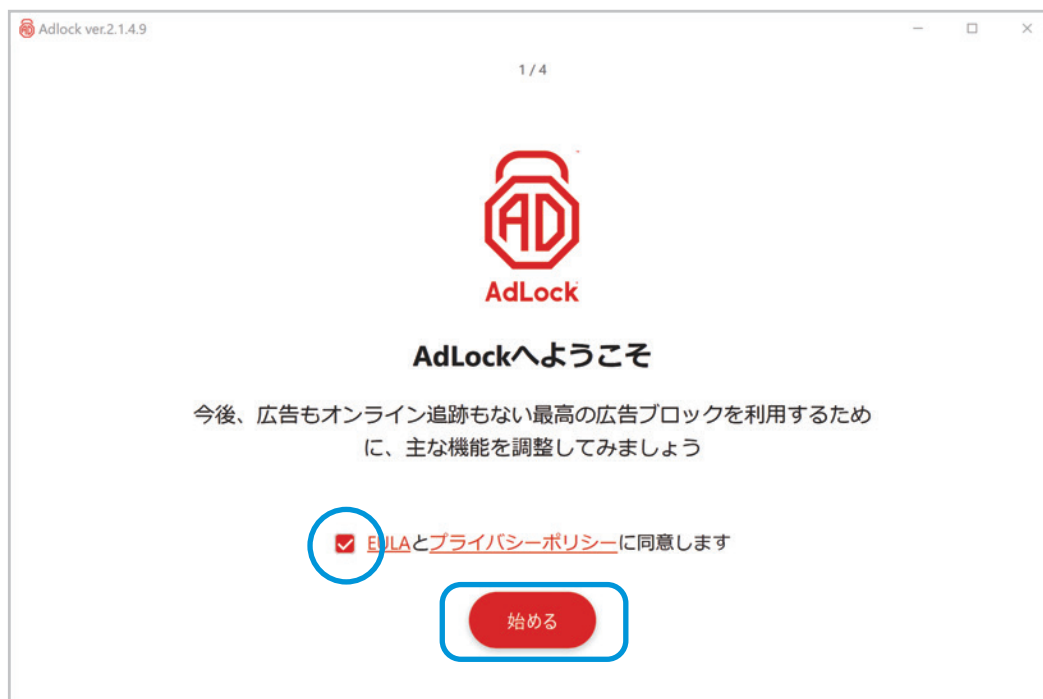 Adlock ver.2.1.4.9
1 / 4
AD
AD
AdLock
AdLockへようこそ
今後、広告もオンライン追跡もない最高の広告ブロックを利用するため
に、主な機能を調整してみましょう
EULAとプライバシーポリシーに同意します
始める